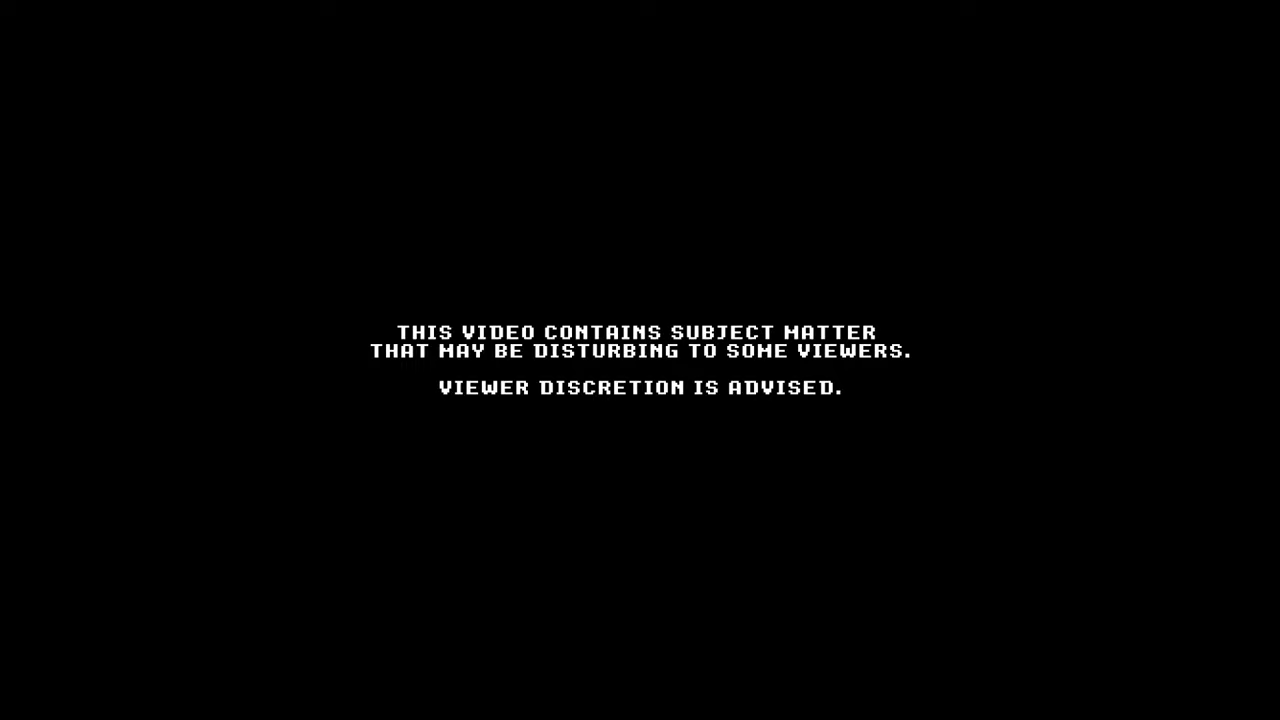 THIS VIDEO CONTAINS SUBJECT MATTER
THAT MAY BE DISTURBING TO SOME VIEWERS.
VIEWER DISCRETION IS ADVISED.